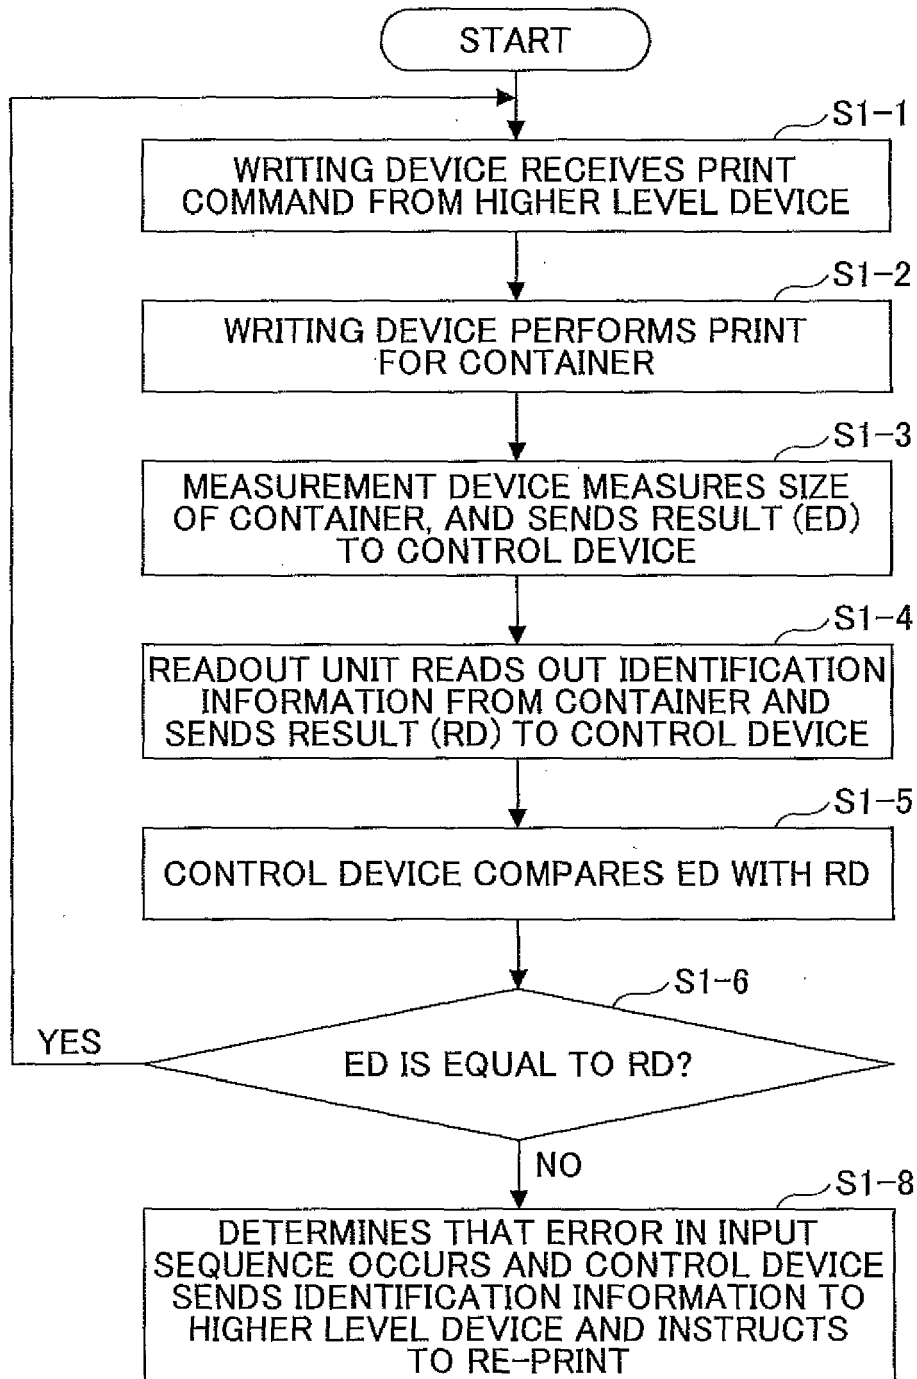 START
S1-1
WRITING DEVICE RECEIVES PRINT
COMMAND FROM HIGHER LEVEL DEVICE
S1-2
WRITING DEVICE PERFORMS PRINT
FOR CONTAINER
S1-3
MEASUREMENT DEVICE MEASURES SIZE
OF CONTAINER, AND SENDS RESULT (ED)
TO CONTROL DEVICE
S1-4
READOUT UNIT READS OUT IDENTIFICATION
INFORMATION FROM CONTAINER AND
SENDS RESULT (RD) TO CONTROL DEVICE
S1-5
CONTROL DEVICE COMPARES ED WITH RD
S1-6
YES
ED IS EQUAL TO RD?
NO
S1-8
DETERMINES THAT ERROR IN INPUT
SEQUENCE OCCURS AND CONTROL DEVICE
SENDS IDENTIFICATION INFORMATION TO
HIGHER LEVEL DEVICE AND INSTRUCTS
TO RE-PRINT